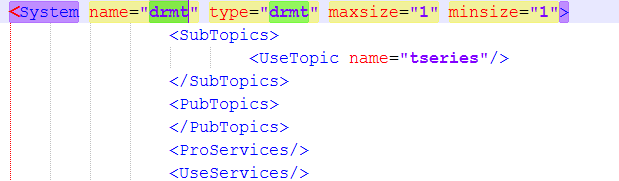 <System name="drmt" type="drmt" maxsize="1" minsize="1">
<SubTopics>
<UseTopic name="tseries"/>
</SubTopics>
<PubTopics>
</PubTopics>
<ProServices/>
<UseServices/>